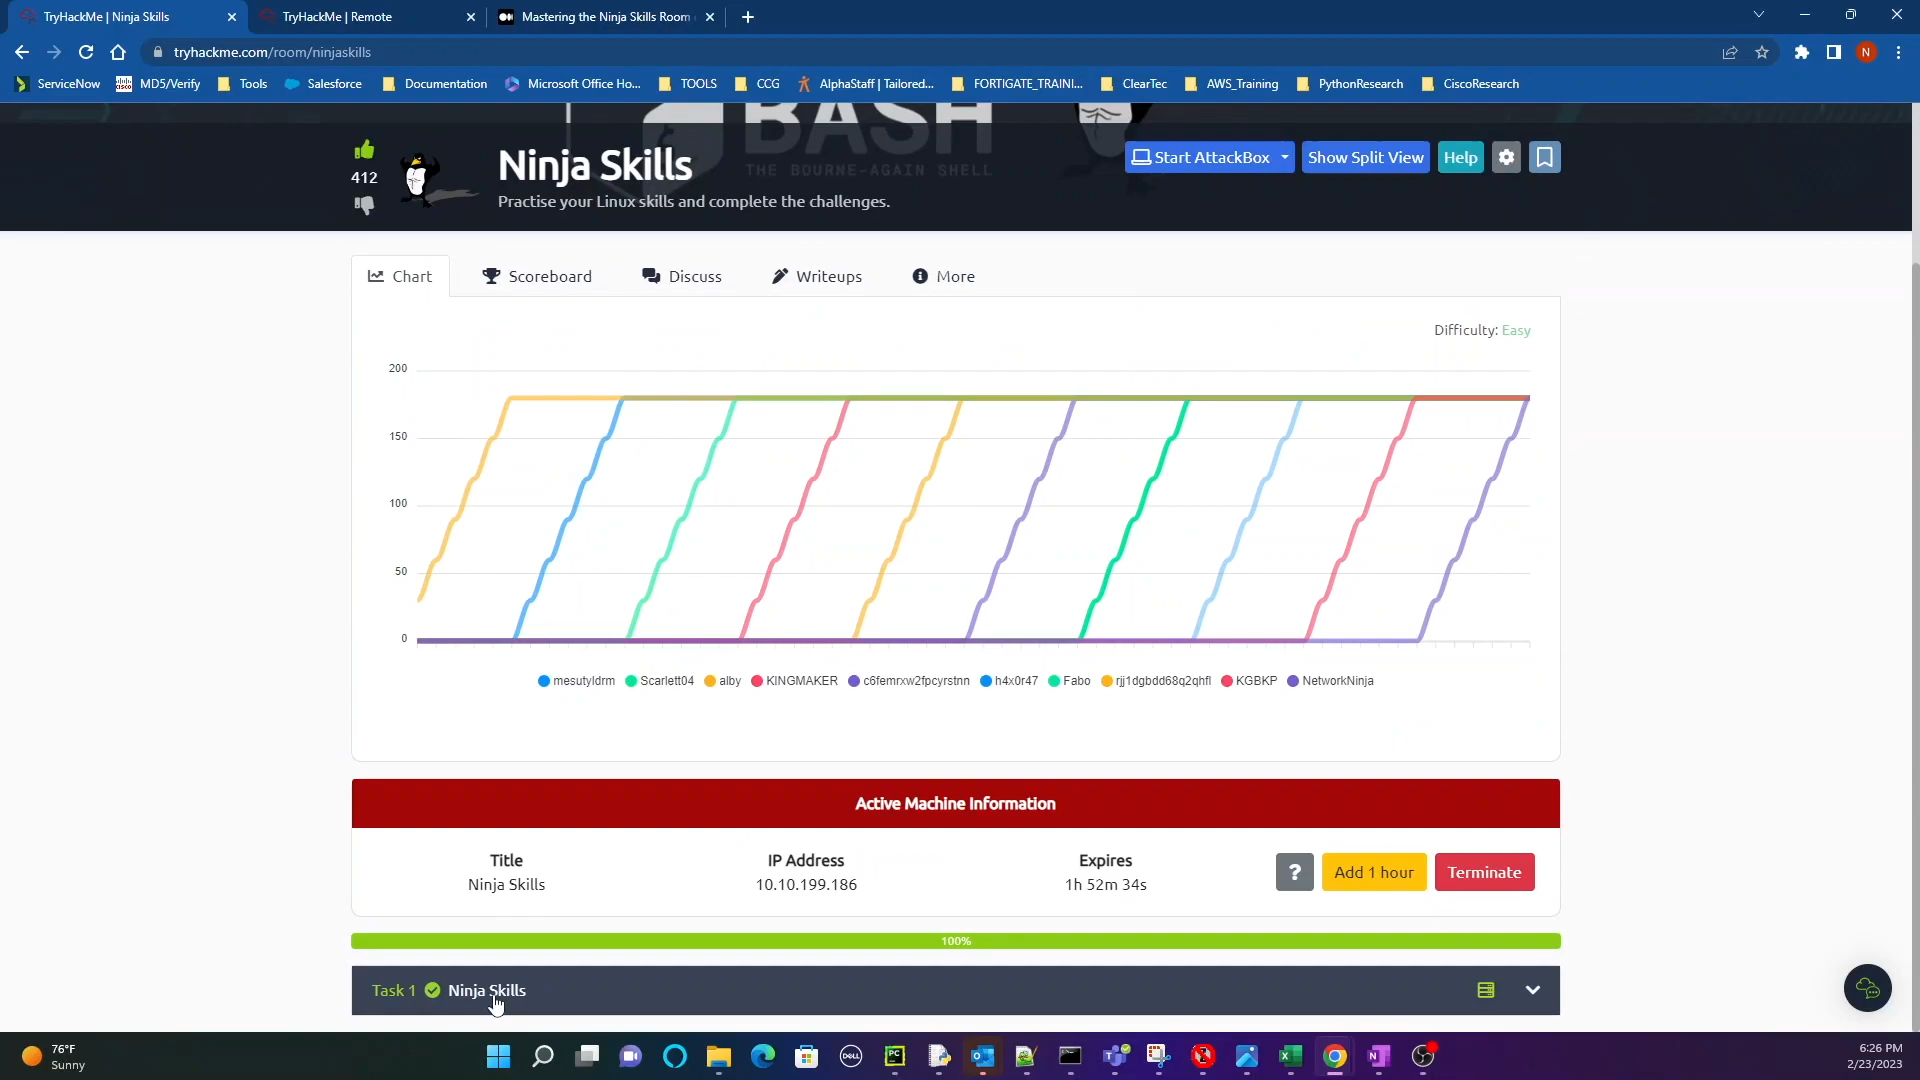 TryHackMe | Ninja Skills
TryHackMe | Remote
Mastering the Ninja Skills Room
tryhackme.com/room/ninjaskills
N
ServiceNow
MD5/Verify
Tools
Salesforce
Documentation
Microsoft Office Ho...
TOOLS
CCG
AlphaStaff | Tailored...
FORTIGATE_TRAINI...
ClearTec
AWS_Training
PythonResearch
CiscoResearch
BASH
THE BOURNE-AGAIN SHELL
412
Ninja Skills
Practise your Linux skills and complete the challenges.
Start AttackBox
Show Split View
Help
Chart
Scoreboard
Discuss
Writeups
More
Difficulty: Easy
200
150
100
50
0
mesutyldrm
Scarlett04
alby
KINGMAKER
c6femrxw2fpcyrstnn
h4x0r47
Fabo
rjj1dgbdd68q2qhfl
KGBKP
NetworkNinja
Active Machine Information
Title
IP Address
Expires
Ninja Skills
10.10.199.186
1h 52m 34s
?
Add 1 hour
Terminate
100%
Task 1
Ninja Skills
76°F
Sunny
6:26 PM
2/23/2023